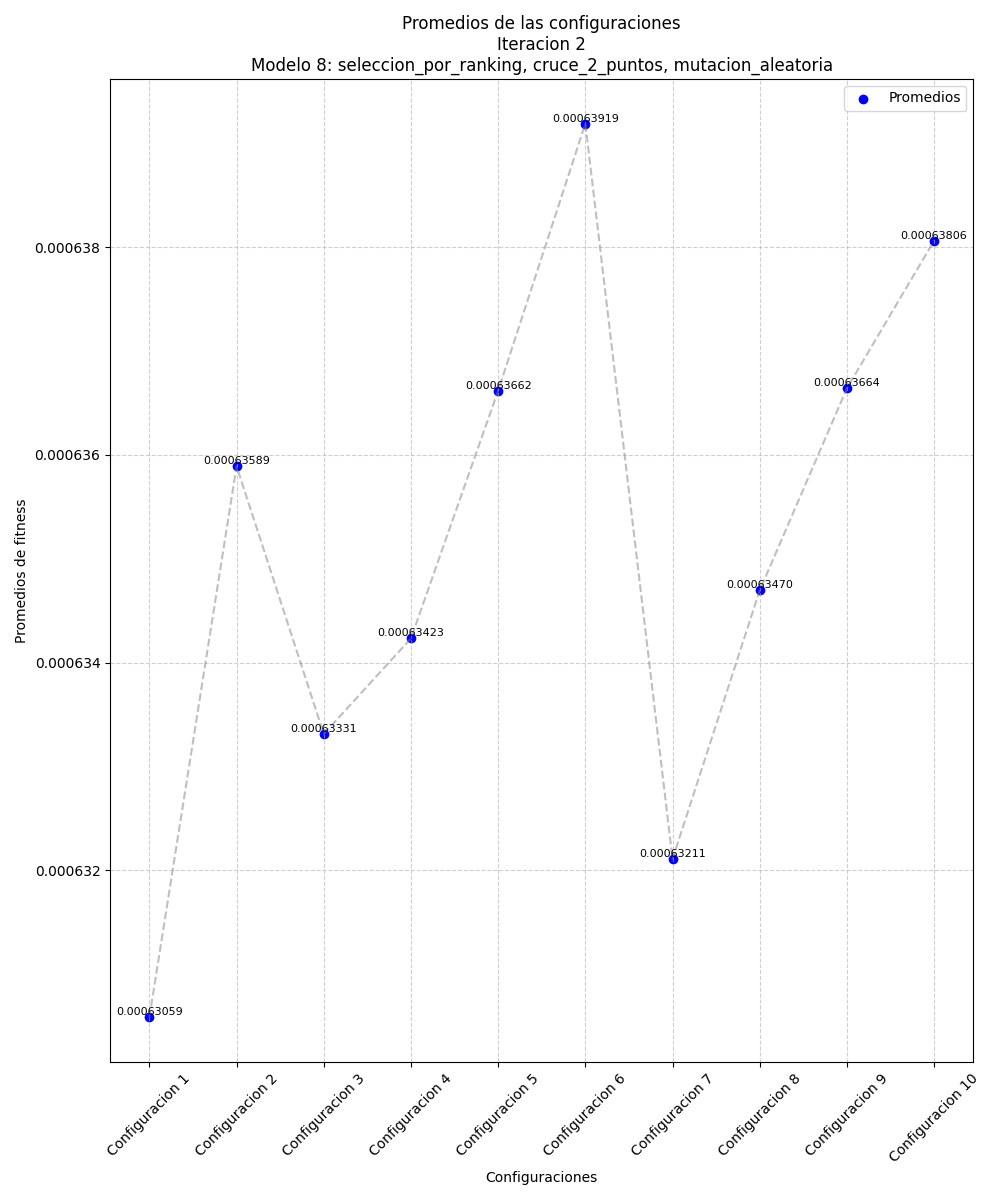 Promedios de las configuraciones
Iteracion 2
Modelo 8: seleccion_por_ranking, cruce_2_puntos, mutacion_aleatoria
Promedios
0.00063919
0.00063806
0.000638
0.00063664
0.00063662
0.00063589
0.000636
0.00063470
0.00063423
0.000634
0.00063331
0.00063211
0.000632
0.00063059
Promedios de fitness
Configuracion 1
Configuracion 2
Configuracion 3
Configuracion 4
Configuracion 5
Configuracion 6
Configuracion 7
Configuracion 8
Configuracion 9
Configuracion 10
Configuraciones